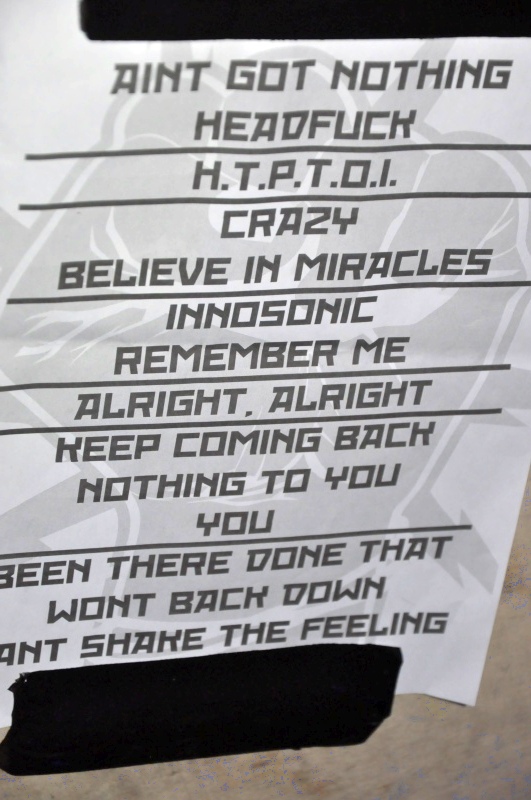 AINT GOT NOTHING
HEADFUCK
H.T.P.T.O.I.
CRAZY
BELIEVE IN MIRACLES
INNOSONIC
REMEMBER ME
ALRIGHT, ALRIGHT
KEEP COMING BACK
NOTHING TO YOU
YOU
BEEN THERE DONE THAT
WONT BACK DOWN
ANT SHAKE THE FEELING